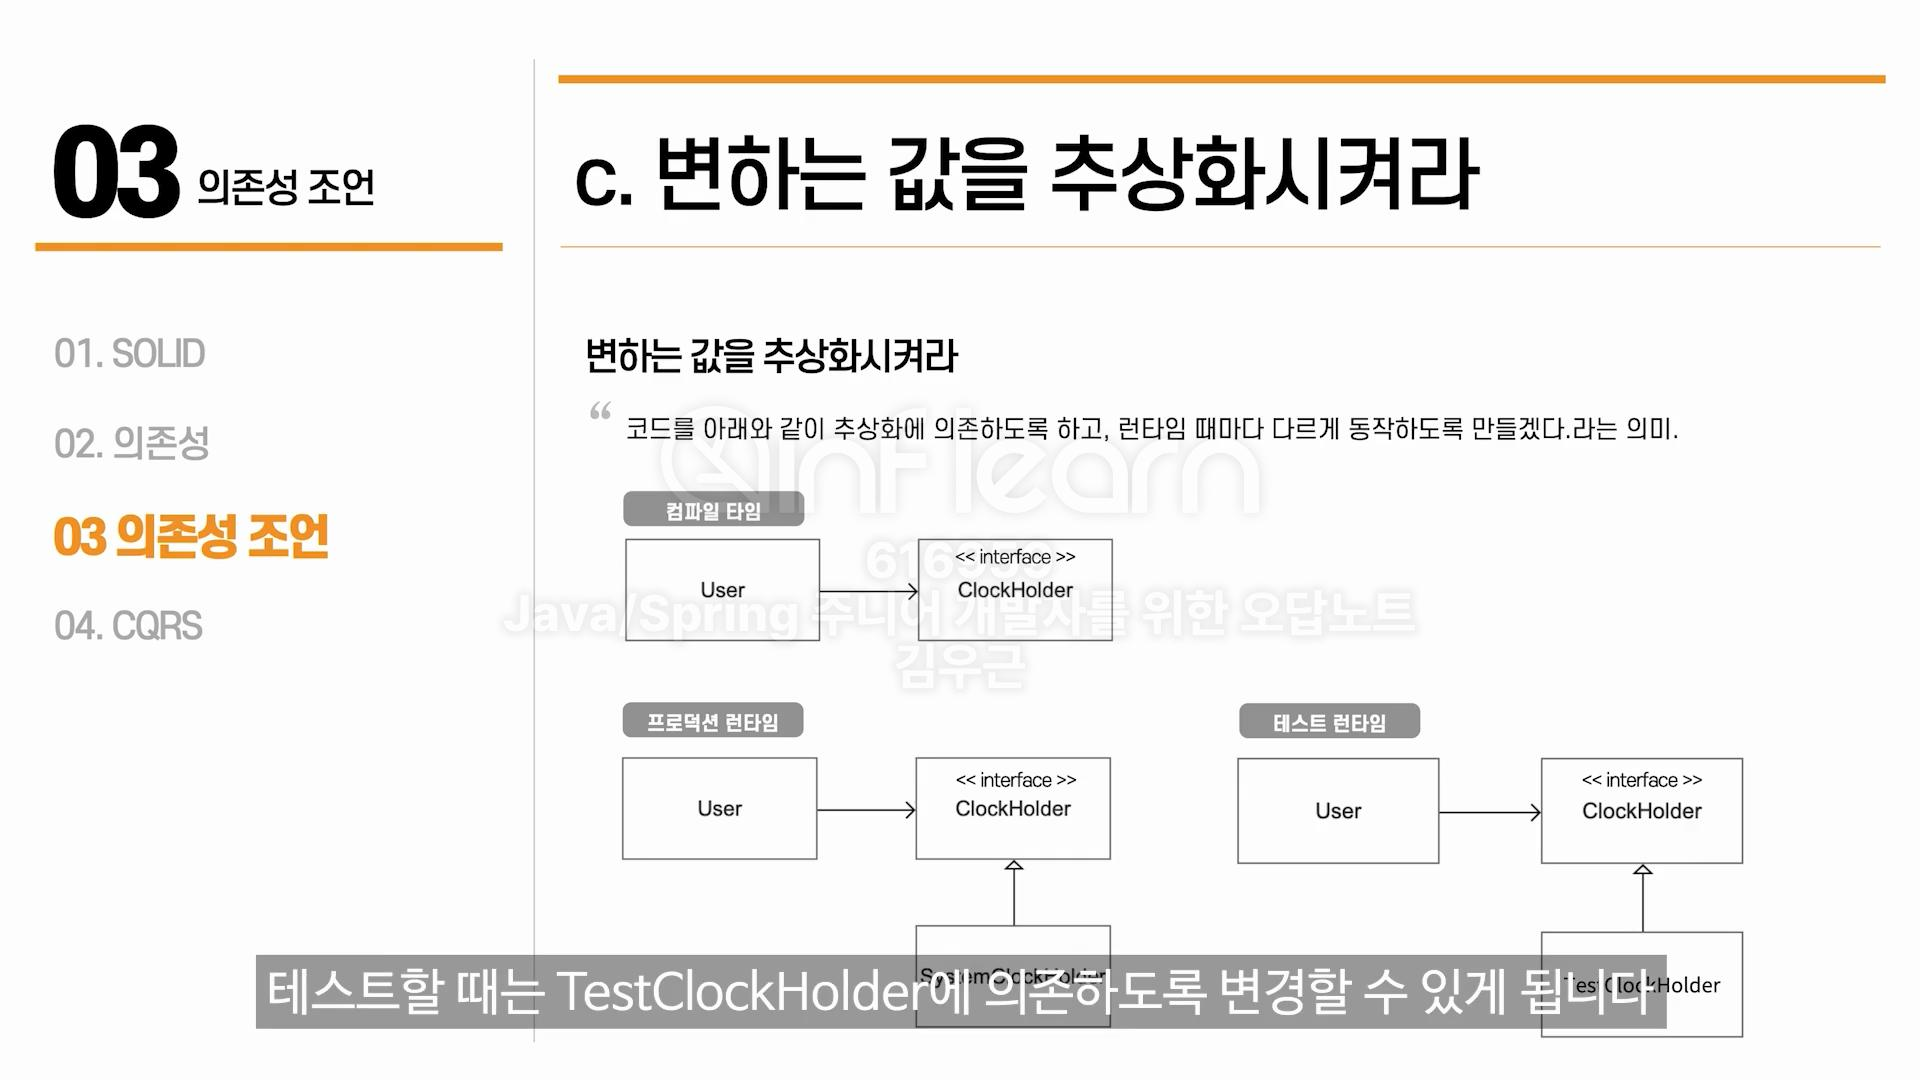 03 의존성 조언
01. SOLID
02. 의존성
03 의존성 조언
04. CQRS
c. 변하는 값을 추상화시켜라
변하는 값을 추상화시켜라
“ 코드를 아래와 같이 추상화에 의존하도록 하고, 런타임 때마다 다르게 동작하도록 만들겠다.라는 의미.
inflearn
컴파일 타임
User
<< interface >>
ClockHolder
Java/Spring 주니어 개발사를 위한 오답노트
김우근
프로덕션 런타임
User
<< interface >>
ClockHolder
SystemClockHolder
테스트 런타임
User
<< interface >>
ClockHolder
TestClockHolder
테스트할 때는 TestClockHolder에 의존하도록 변경할 수 있게 됩니다